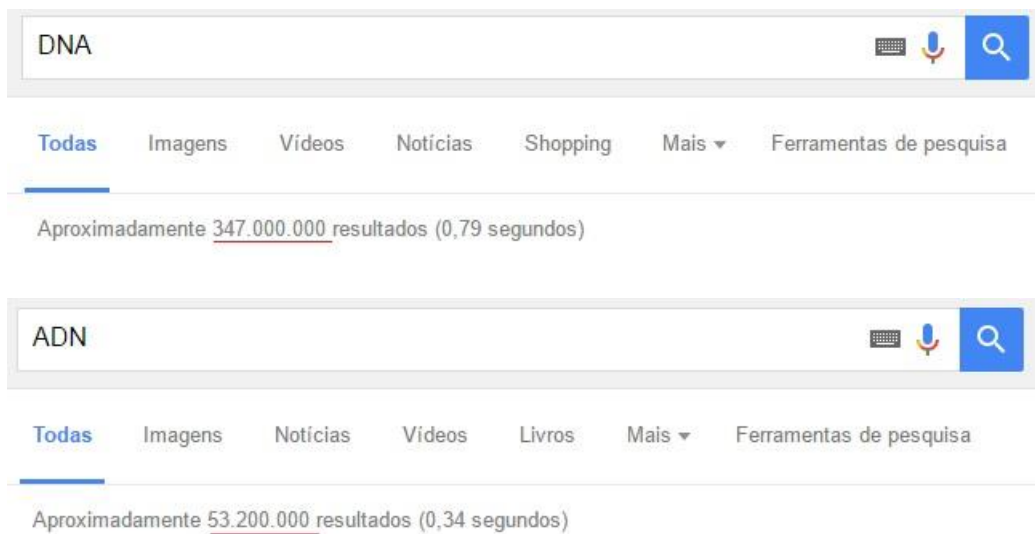 DNA
Todas Imagens Vídeos Notícias Shopping Mais Ferramentas de pesquisa
Aproximadamente 347.000.000 resultados (0,79 segundos)
ADN
Todas Imagens Notícias Vídeos Livros Mais Ferramentas de pesquisa
Aproximadamente 53.200.000 resultados (0,34 segundos)